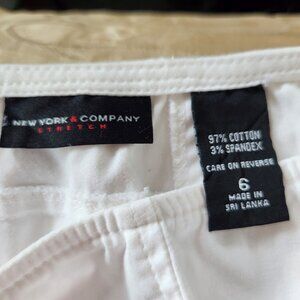 NEW YORK & COMPANY
STRETCH
97% COTTON
3% SPANDEX
CARE ON REVERSE
6
MADE IN
SRI LANKA